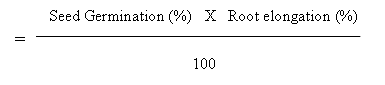 Seed Germination (%) X Root elongation (%)
=
100